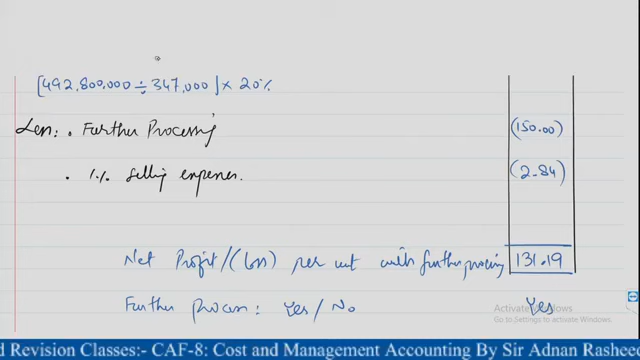 [492,800,000 ÷ 347,000] × 20%
Less: • Further Processing (150.00)
• 1% Selling expenses. (2.84)
Net Profit/(Loss) per unit with further processing 131.19
Further process: Yes/No Yes
Activate Windows
Go to Settings to activate Windows.
d Revision Classes:- CAF-8: Cost and Management Accounting By Sir Adnan Rasheed